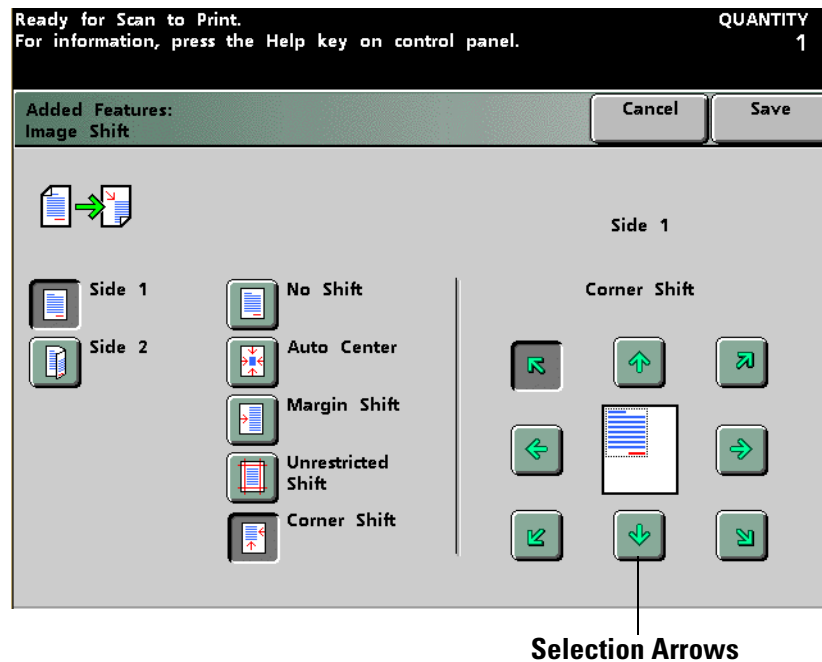 Ready for Scan to Print.
For information, press the Help key on control panel.
QUANTITY
1
Added Features:
Image Shift
Cancel
Save
Side 1
Side 2
No Shift
Auto Center
Margin Shift
Unrestricted
Shift
Corner Shift
Side 1
Corner Shift
Selection Arrows